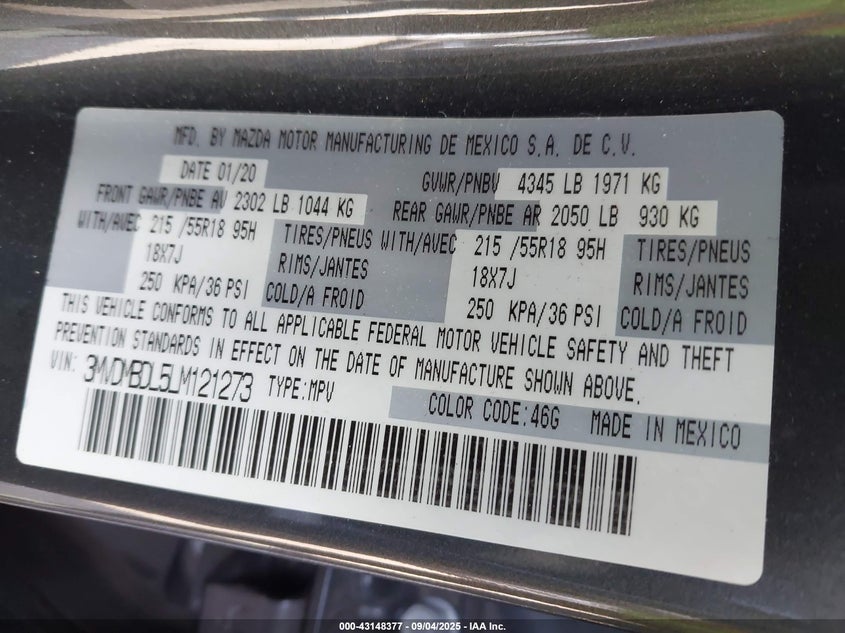 MFD. BY MAZDA MOTOR MANUFACTURING DE MEXICO S.A. DE C.V.
DATE 01/20 GVWR/PNBV 4345 LB 1971 KG
FRONT GAWR/PNBE AV 2302 LB 1044 KG REAR GAWR/PNBE AR 2050 LB 930 KG
WITH/AVEC 215 /55R18 95H TIRES/PNEUS WITH/AVEC 215 /55R18 95H TIRES/PNEUS
18X7J RIMS/JANTES 18X7J RIMS/JANTES
250 KPA/36 PSI COLD/A FROID 250 KPA/36 PSI COLD/A FROID
THIS VEHICLE CONFORMS TO ALL APPLICABLE FEDERAL MOTOR VEHICLE SAFETY AND THEFT
PREVENTION STANDARDS IN EFFECT ON THE DATE OF MANUFACTURE SHOWN ABOVE.
VIN: 3MVDMBDL5LM121273 TYPE:MPV
COLOR CODE:46G MADE IN MEXICO
000-43148377 - 09/04/2025 - IAA Inc.